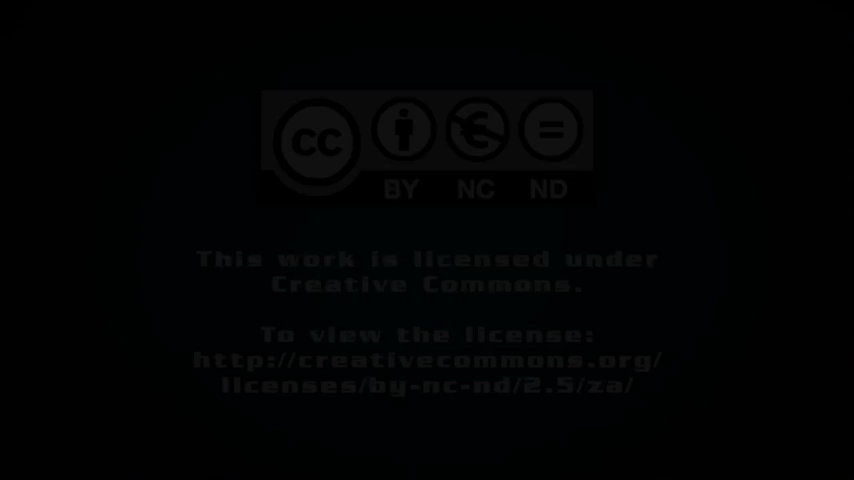 cc
BY NC ND
This work is licensed under
Creative Commons.
To view the license:
http://creativecommons.org/
licenses/by-nc-nd/2.5/za/